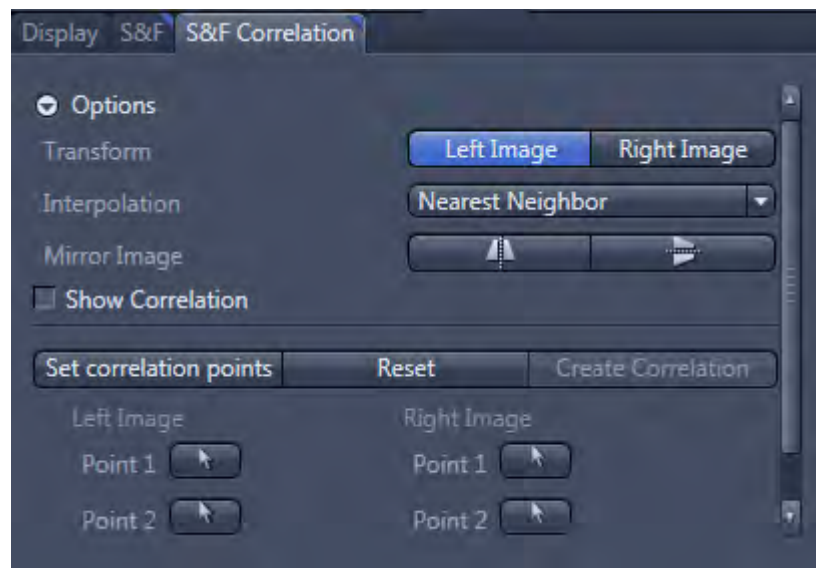 Display S&F S&F Correlation
Options
Transform Left Image Right Image
Interpolation Nearest Neighbor
Mirror Image
Show Correlation
Set correlation points Reset Create Correlation
Left Image Right Image
Point 1 Point 1
Point 2 Point 2